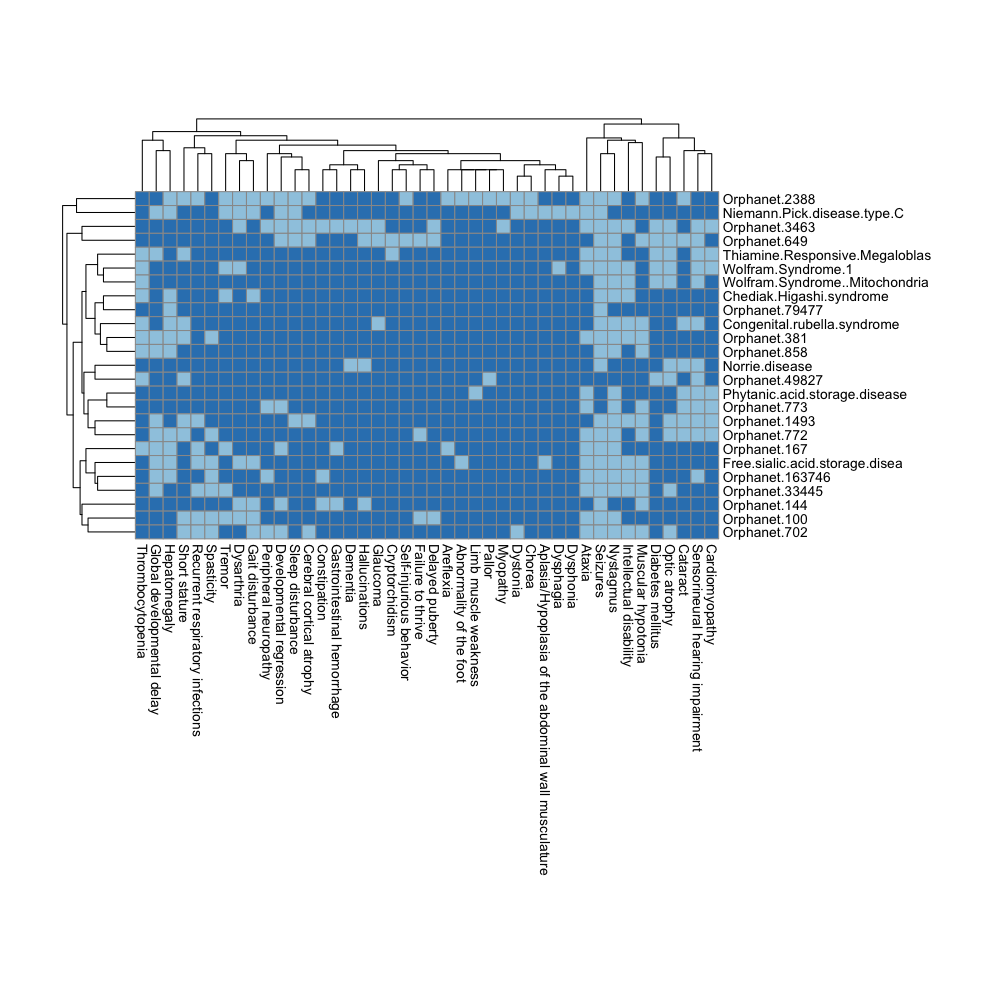 Orphanet.2388
Niemann.Pick.disease.type.C
Orphanet.3463
Orphanet.649
Thiamine.Responsive.Megaloblas
Wolfram.Syndrome.1
Wolfram.Syndrome..Mitochondria
Chediak.Higashi.syndrome
Orphanet.79477
Congenital.rubella.syndrome
Orphanet.381
Orphanet.858
Norrie.disease
Orphanet.49827
Phytanic.acid.storage.disease
Orphanet.773
Orphanet.1493
Orphanet.772
Orphanet.167
Free.sialic.acid.storage.disea
Orphanet.163746
Orphanet.33445
Orphanet.144
Orphanet.100
Orphanet.702
Thrombocytopenia
Global developmental delay
Hepatomegaly
Short stature
Recurrent respiratory infections
Spasticity
Tremor
Dysarthria
Gait disturbance
Peripheral neuropathy
Developmental regression
Sleep disturbance
Cerebral cortical atrophy
Constipation
Gastrointestinal hemorrhage
Dementia
Hallucinations
Glaucoma
Cryptorchidism
Self-injurious behavior
Failure to thrive
Delayed puberty
Areflexia
Abnormality of the foot
Limb muscle weakness
Pallor
Myopathy
Dystonia
Chorea
Aplasia/Hypoplasia of the abdominal wall musculature
Dysphagia
Dysphonia
Ataxia
Seizures
Nystagmus
Intellectual disability
Muscular hypotonia
Diabetes mellitus
Optic atrophy
Cataract
Sensorineural hearing impairment
Cardiomyopathy